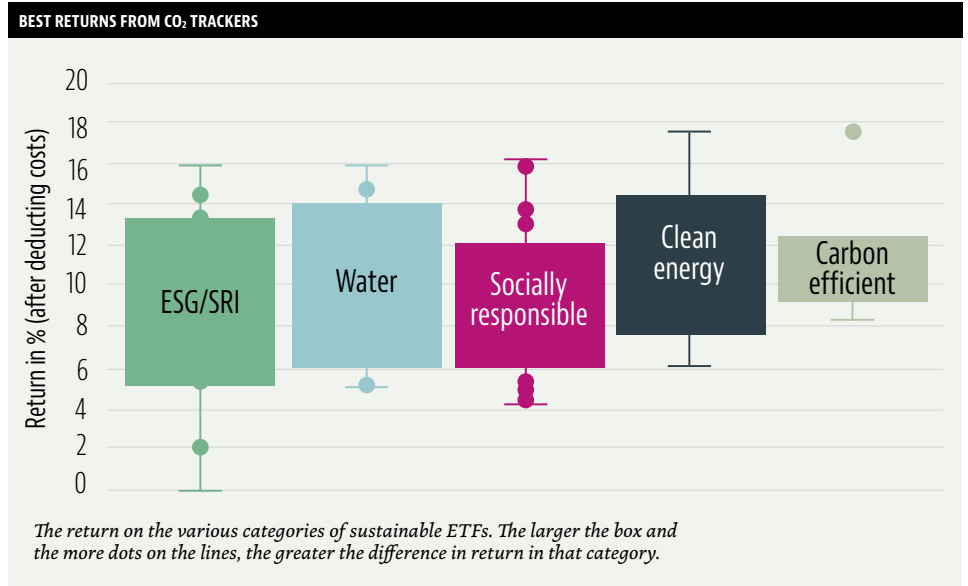 BEST RETURNS FROM CO₂ TRACKERS
Return in % (after deducting costs)
20
18
16
14
12
10
8
6
4
2
0
ESG/SRI
Water
Socially
responsible
Clean
energy
Carbon
efficient
The return on the various categories of sustainable ETFs. The larger the box and
the more dots on the lines, the greater the difference in return in that category.